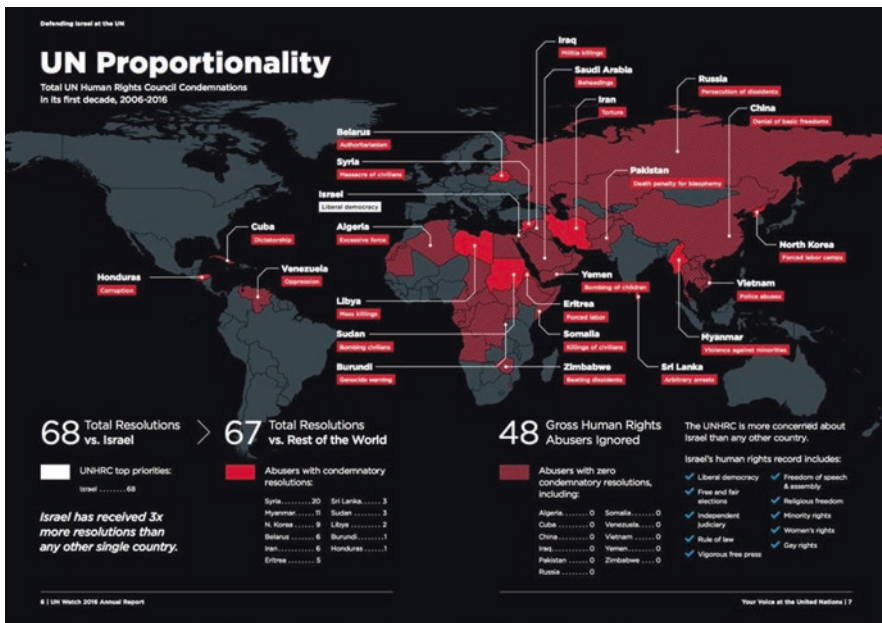 Defending Israel at the UN
UN Proportionality
Total UN Human Rights Council Condemnations
in its first decade, 2006-2016
Iraq
Militia killings
Saudi Arabia
Beheadings
Iran
Torture
Russia
Persecution of dissidents
China
Denial of basic freedoms
Belarus
Authoritarianism
Syria
Massacre of civilians
Israel
Liberal democracy
Algeria
Excessive force
Pakistan
Death penalty for blasphemy
Cuba
Dictatorship
Honduras
Corruption
Venezuela
Oppression
North Korea
Forced labor camps
Yemen
Bombing of children
Vietnam
Police abuses
Libya
Mass killings
Eritrea
Forced labor
Sudan
Bombing civilians
Somalia
Killings of civilians
Myanmar
Violence against minorities
Burundi
Genocide warning
Zimbabwe
Beating dissidents
Sri Lanka
Arbitrary arrests
68 Total Resolutions
vs. Israel
>
67 Total Resolutions
vs. Rest of the World
48 Gross Human Rights
Abusers Ignored
UNHRC top priorities:
Israel ........ 68
Israel has received 3x
more resolutions than
any other single country.
Abusers with condemnatory
resolutions:
Syria..........20
Myanmar...... 11
N. Korea ...... 9
Belarus ....... 6
Iran............ 6
Eritrea ........ 5
Sri Lanka..... 3
Sudan ........ 3
Libya ......... 2
Burundi.......1
Honduras ....1
Abusers with zero
condemnatory resolutions,
including:
Algeria........ 0
Cuba .......... 0
China ......... 0
Iraq............ 0
Pakistan ...... 0
Russia ........ 0
Somalia....... 0
Venezuela.... 0
Vietnam ...... 0
Yemen........ 0
Zimbabwe ... 0
The UNHRC is more concerned about
Israel than any other country.
Israel's human rights record includes:
✓ Liberal democracy
✓ Free and fair
elections
✓ Independent
judiciary
✓ Rule of law
✓ Vigorous free press
✓ Freedom of speech
& assembly
✓ Religious freedom
✓ Minority rights
✓ Women's rights
✓ Gay rights
6 | UN Watch 2016 Annual Report
Your Voice at the United Nations | 7